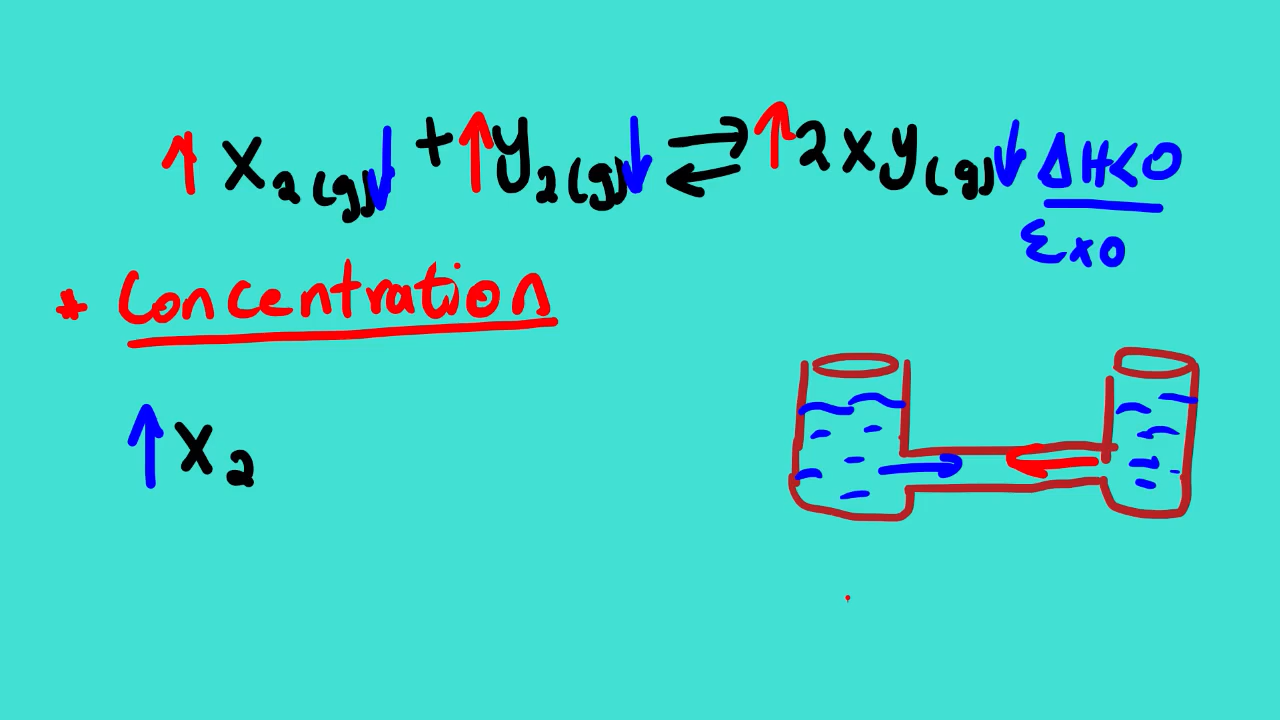 ↑ X₂(g) ↓ + ↑ y₂(g) ↓ ⇌ ↑ 2xy(g) ↓ ΔH<0
Exo
* Concentration
↑ X₂